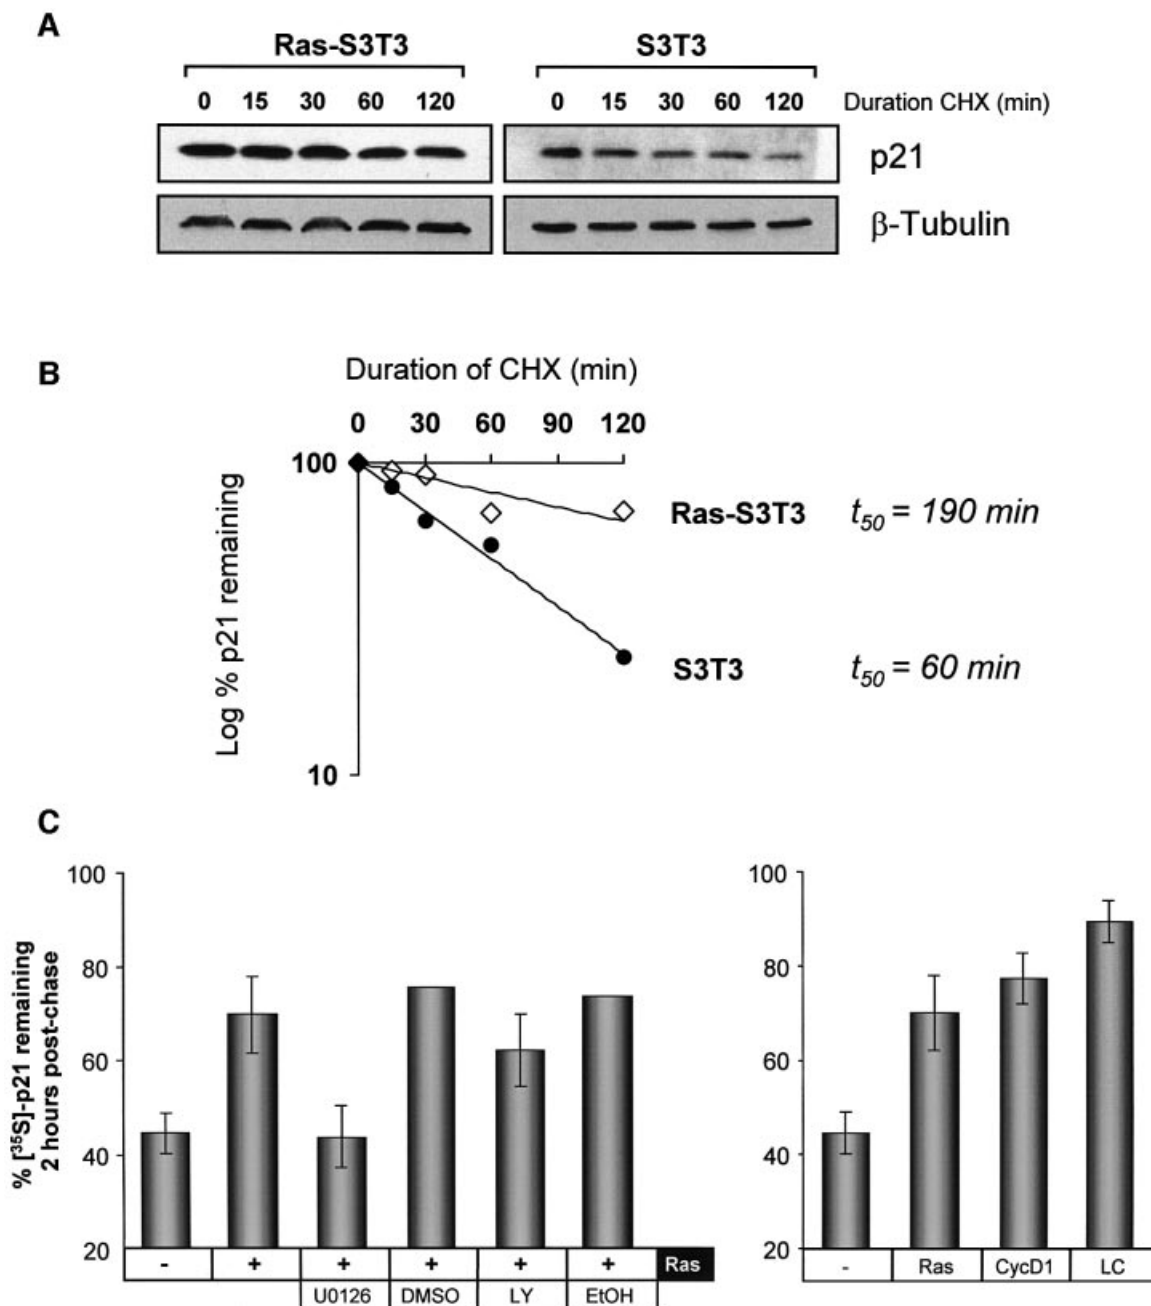 A
Ras-S3T3 S3T3
0 15 30 60 120 0 15 30 60 120 Duration CHX (min)
p21
β-Tubulin
B
Duration of CHX (min)
0 30 60 90 120
100
Log % p21 remaining
10
Ras-S3T3 t50 = 190 min
S3T3 t50 = 60 min
C
% [35S]-p21 remaining
2 hours post-chase
100
80
60
40
20
- + + + + + Ras
U0126 DMSO LY EtOH
100
80
60
40
20
- Ras CycD1 LC